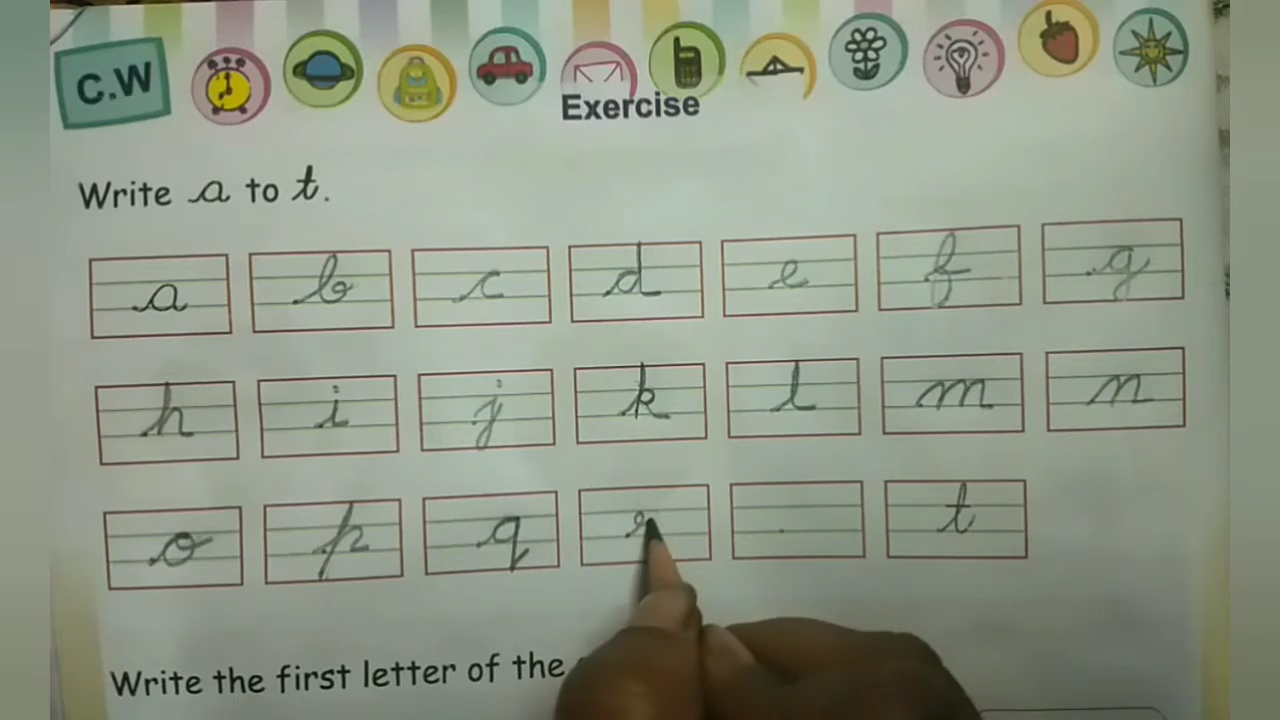 C.W
Exercise
Write a to t.
a b c d e f g
h i j k l m n
o p q r t
Write the first letter of the